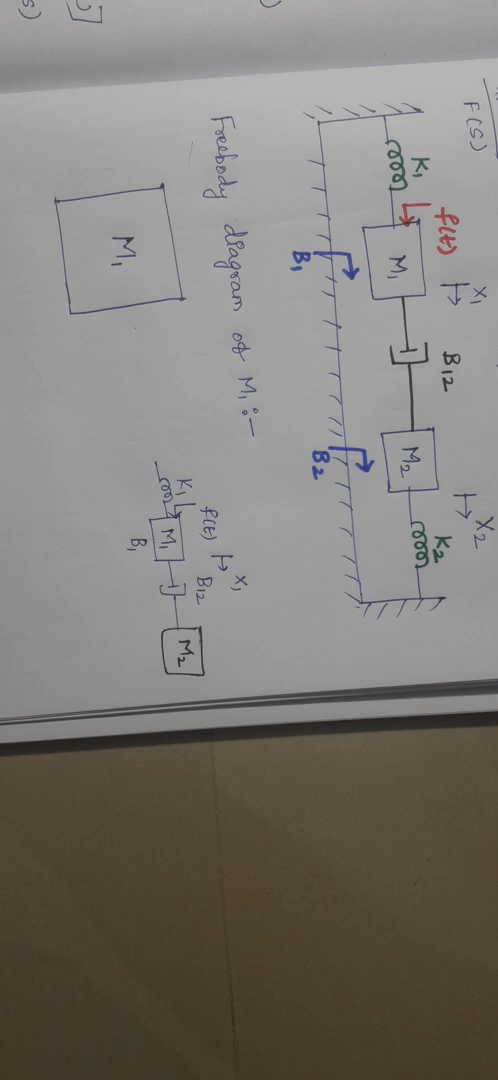 F(S)
K1
f(t)
X1
M1
B12
M2
X2
K2
B1
B2
Freebody diagram of M1:-
M1
K1
f(t)
X1
M1
B1
B12
M2